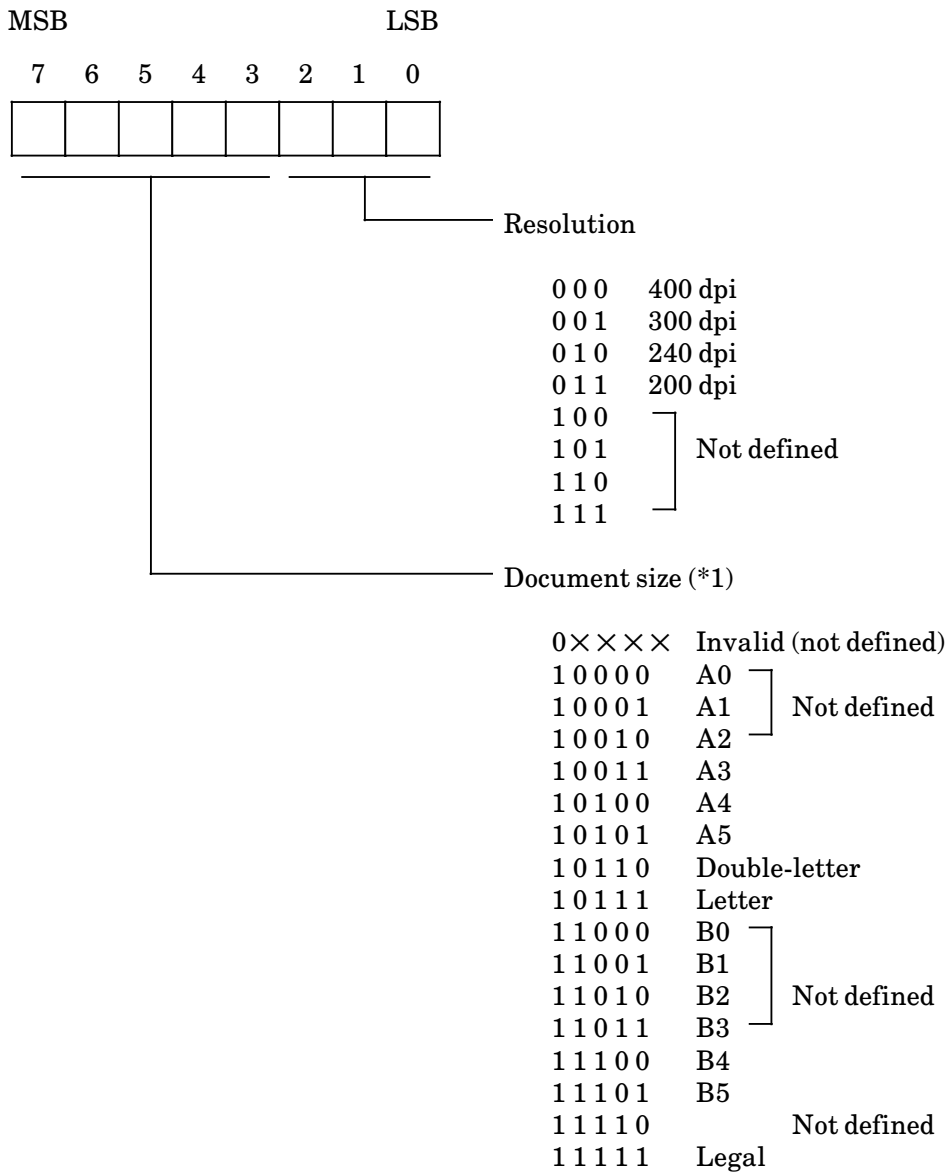 MSB LSB
7 6 5 4 3 2 1 0
Resolution
0 0 0 400 dpi
0 0 1 300 dpi
0 1 0 240 dpi
0 1 1 200 dpi
1 0 0
1 0 1 Not defined
1 1 0
1 1 1
Document size (*1)
0 × × × × Invalid (not defined)
1 0 0 0 0 A0
1 0 0 0 1 A1 Not defined
1 0 0 1 0 A2
1 0 0 1 1 A3
1 0 1 0 0 A4
1 0 1 0 1 A5
1 0 1 1 0 Double-letter
1 0 1 1 1 Letter
1 1 0 0 0 B0
1 1 0 0 1 B1
1 1 0 1 0 B2 Not defined
1 1 0 1 1 B3
1 1 1 0 0 B4
1 1 1 0 1 B5
1 1 1 1 0 Not defined
1 1 1 1 1 Legal